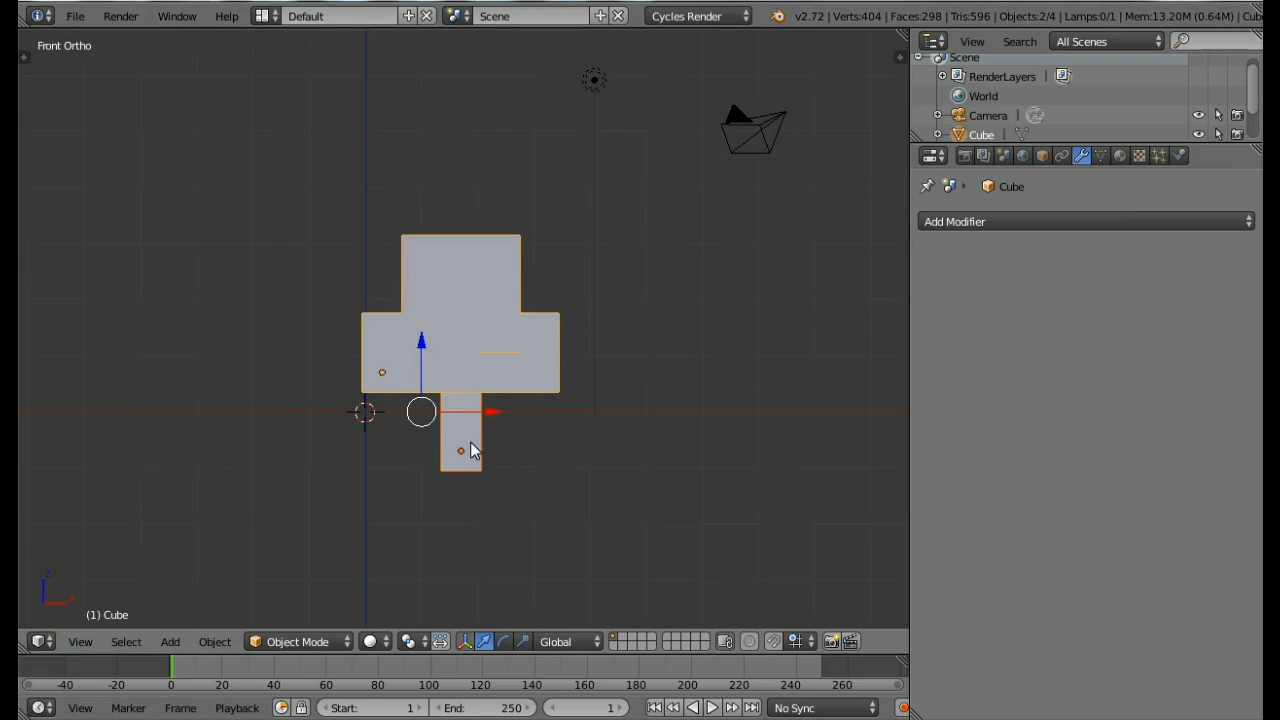 File Render Window Help Default Scene Cycles Render v2.72 | Verts:404 | Faces:298 | Tris:596 | Objects:2/4 | Lamps:0/1 | Mem:13.20M (0.64M) | Cub
Front Ortho
View Search All Scenes
Scene
RenderLayers
World
Camera
Cube
Cube
Add Modifier
z
x
(1) Cube
View Select Add Object Object Mode Global
-40 -20 0 20 40 60 80 100 120 140 160 180 200 220 240 260
View Marker Frame Playback Start: 1 End: 250 1 No Sync